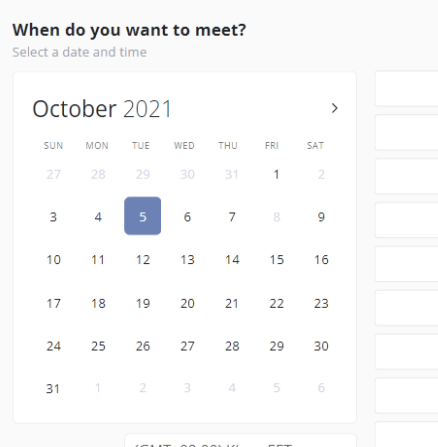 When do you want to meet?
Select a date and time
October 2021 >
SUN MON TUE WED THU FRI SAT
27 28 29 30 31 1 2
3 4 5 6 7 8 9
10 11 12 13 14 15 16
17 18 19 20 21 22 23
24 25 26 27 28 29 30
31 1 2 3 4 5 6